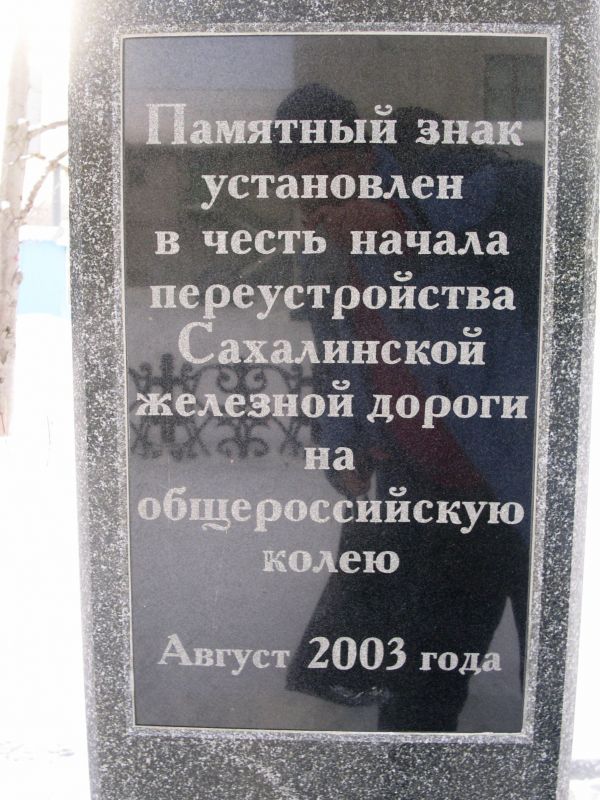 Памятный знак
установлен
в честь начала
переустройства
Сахалинской
железной дороги
на
общероссийскую
колею
Август 2003 года